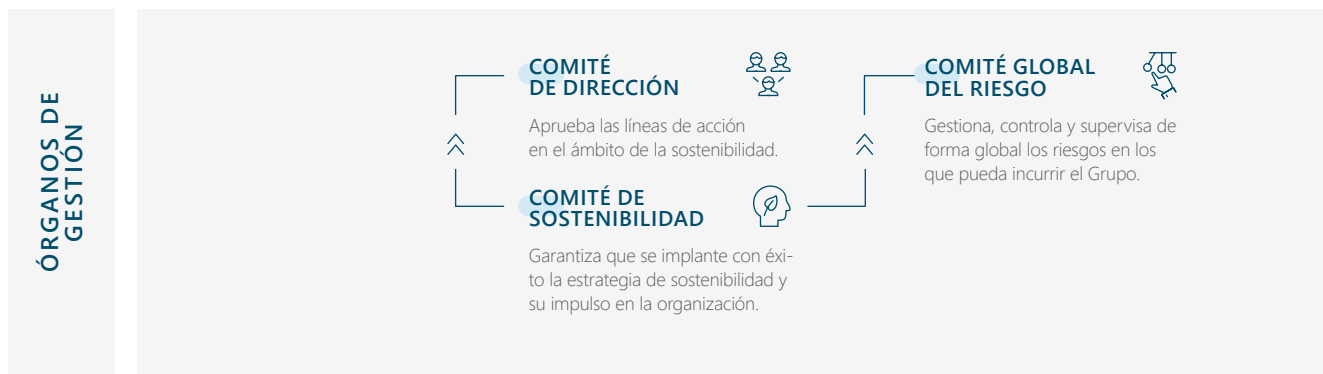 ÓRGANOS DE
GESTIÓN
COMITÉ
DE DIRECCIÓN
Aprueba las líneas de acción
en el ámbito de la sostenibilidad.
COMITÉ DE
SOSTENIBILIDAD
Garantiza que se implante con éxi-
to la estrategia de sostenibilidad y
su impulso en la organización.
COMITÉ GLOBAL
DEL RIESGO
Gestiona, controla y supervisa de
forma global los riesgos en los
que pueda incurrir el Grupo.